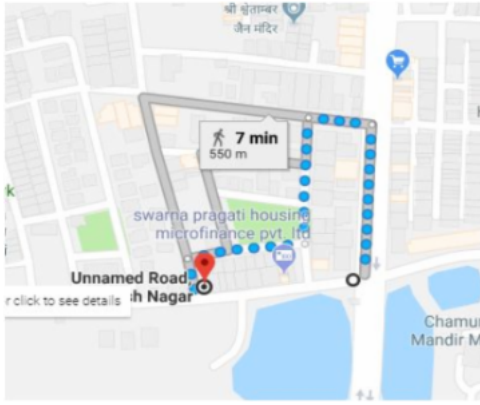 श्री श्वेताम्बर
जैन मंदिर
7 min
550 m
k
swarna pragati housing
microfinance pvt. ltd
Unnamed Road,
sh Nagar
r click to see details
Chamu
Mandir M